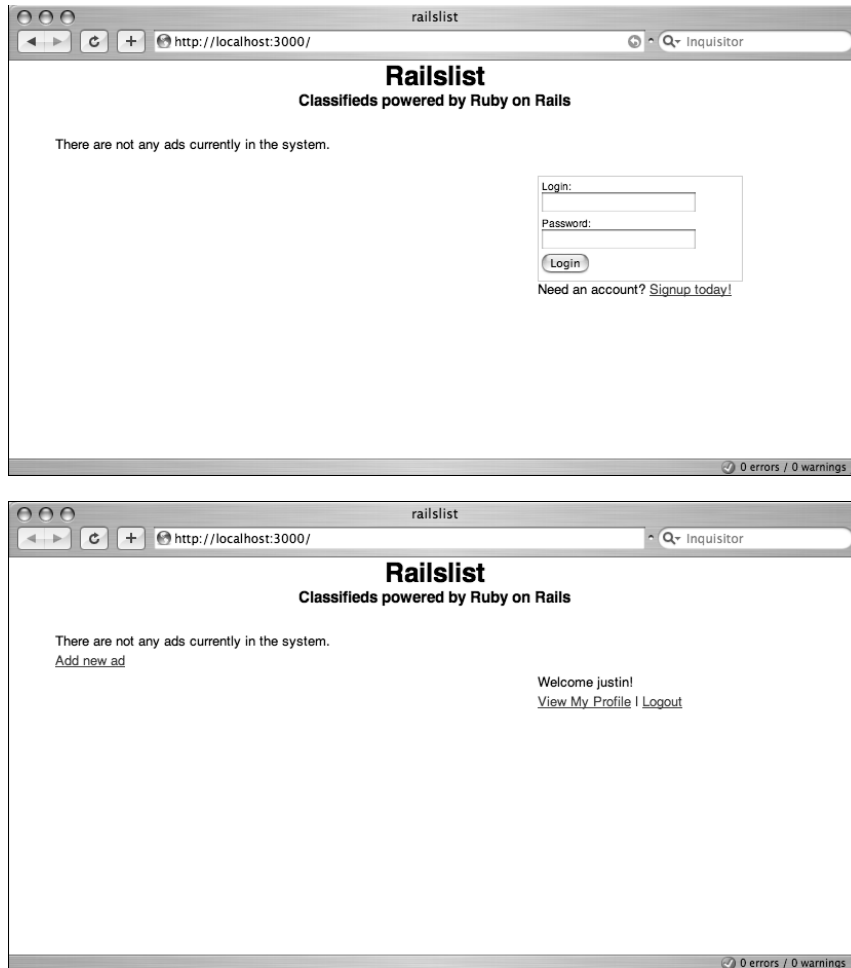 railslist
http://localhost:3000/
Inquisitor
Railslist
Classifieds powered by Ruby on Rails
There are not any ads currently in the system.
Login:
Password:
Login
Need an account? Signup today!
0 errors / 0 warnings
railslist
http://localhost:3000/
Inquisitor
Railslist
Classifieds powered by Ruby on Rails
There are not any ads currently in the system.
Add new ad
Welcome justin!
View My Profile | Logout
0 errors / 0 warnings